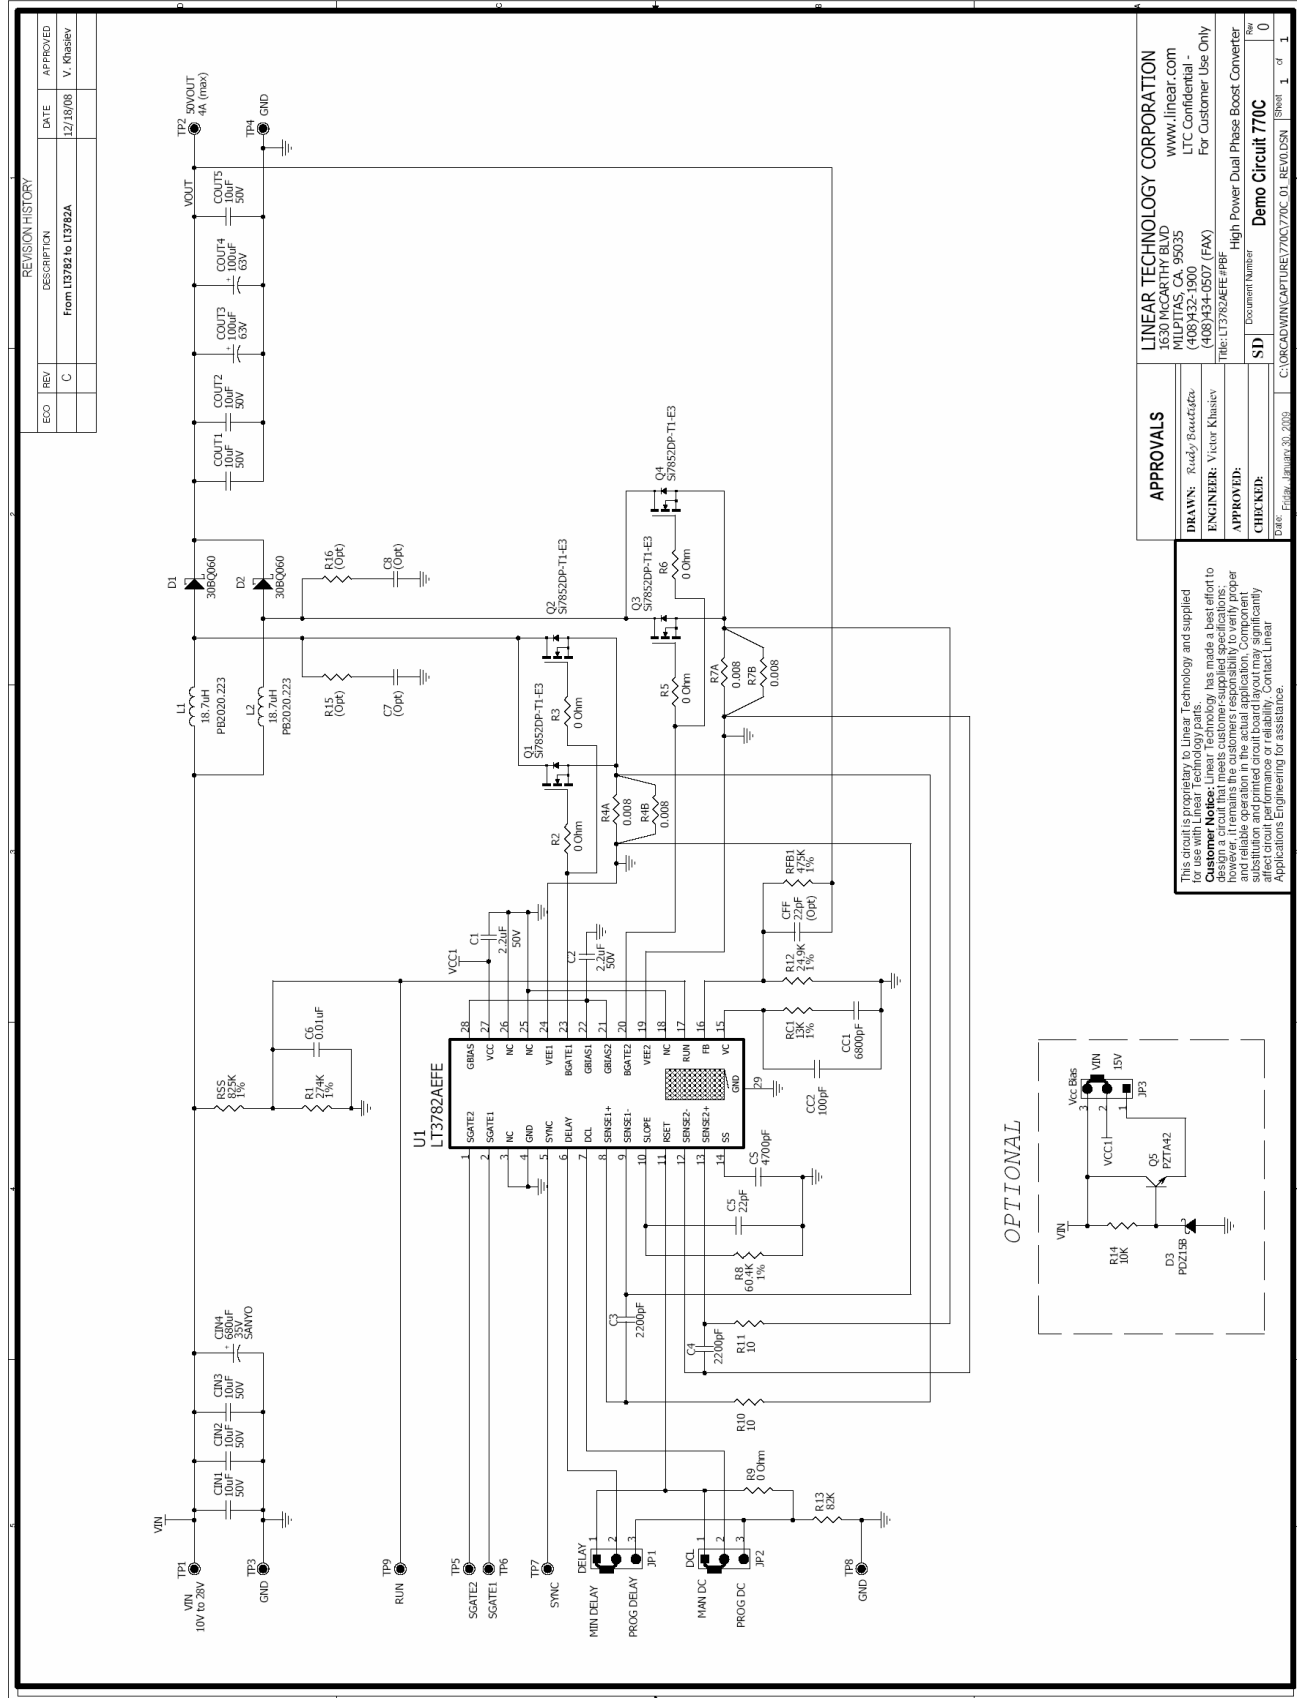 REVISION HISTORY
ECO
REV
DESCRIPTION
DATE
APPROVED
C
From LT3782 to LT3782A
12/18/08
V. Khasiev
TP1
VIN
10V to 28V
VIN
TP3
GND
CIN1
10uF
50V
CIN2
10uF
50V
CIN3
10uF
50V
CIN4
+
680uF
35V
SANYO
RSS
825K
1%
R1
274K
1%
C6
0.01uF
L1
18.7uH
PB2020.223
L2
18.7uH
PB2020.223
D1
30BQ060
D2
30BQ060
R15
(Opt)
C7
(Opt)
R16
(Opt)
C8
(Opt)
COUT1
10uF
50V
COUT2
10uF
50V
COUT3
+
100uF
63V
COUT4
+
100uF
63V
COUT5
10uF
50V
VOUT
TP2
50VOUT
4A (max)
TP4
GND
TP9
RUN
TP5
SGATE2
TP6
SGATE1
TP7
SYNC
U1
LT3782AEFE
1
SGATE2
2
SGATE1
3
NC
4
GND
5
SYNC
6
DELAY
7
DCL
8
SENSE1+
9
SENSE1-
10
SLOPE
11
RSET
12
SENSE2-
13
SENSE2+
14
SS
GBIAS
28
VCC
27
NC
26
NC
25
VEE1
24
BGATE1
23
GBIAS1
22
GBIAS2
21
BGATE2
20
VEE2
19
NC
18
RUN
17
FB
16
VC
15
GND
29
VCC1
C1
2.2uF
50V
C2
2.2uF
50V
R2
0 Ohm
Q1
Si7852DP-T1-E3
R3
0 Ohm
Q2
Si7852DP-T1-E3
R4A
0.008
R4B
0.008
R5
0 Ohm
Q3
Si7852DP-T1-E3
R6
0 Ohm
Q4
Si7852DP-T1-E3
R7A
0.008
R7B
0.008
RFB1
475K
1%
CFF
22pF
(Opt)
R12
24.9K
1%
RC1
13K
1%
CC1
6800pF
CC2
100pF
CS
4700pF
C5
22pF
R8
60.4K
1%
C3
2200pF
C4
2200pF
R11
10
R10
10
R9
0 Ohm
R13
82K
DELAY
MIN DELAY
PROG DELAY
1
2
3
JP1
DCL
MAN DC
PROG DC
1
2
3
JP2
TP8
GND
OPTIONAL
VIN
R14
10K
D3
PDZ15B
Q5
PZTA42
VCC1
Vcc Bias
VIN
15V
3
2
1
JP3
This circuit is proprietary to Linear Technology and supplied
for use with Linear Technology parts.
Customer Notice: Linear Technology has made a best effort to
design a circuit that meets customer-supplied specifications;
however, it remains the customers responsibility to verify proper
and reliable operation in the actual application, Component
substitution and printed circuit board layout may significantly
affect circuit performance or reliability. Contact Linear
Applications Engineering for assistance.
APPROVALS
DRAWN: Rudy Bautista
ENGINEER: Victor Khasiev
APPROVED:
CHECKED:
LINEAR TECHNOLOGY CORPORATION
1630 McCARTHY BLVD
MILPITAS, CA. 95035
(408)432-1900
(408)434-0507 (FAX)
www.linear.com
LTC Confidential -
For Customer Use Only
Title: LT3782AEFE#PBF
High Power Dual Phase Boost Converter
SD
Document Number
Demo Circuit 770C
Rev
0
Date: Friday, January 30, 2009
C:\ORCADWIN\CAPTURE\770C\770C_01_REV0.DSN
Sheet 1 of 1
5
4
3
2
1
D
C
B
A